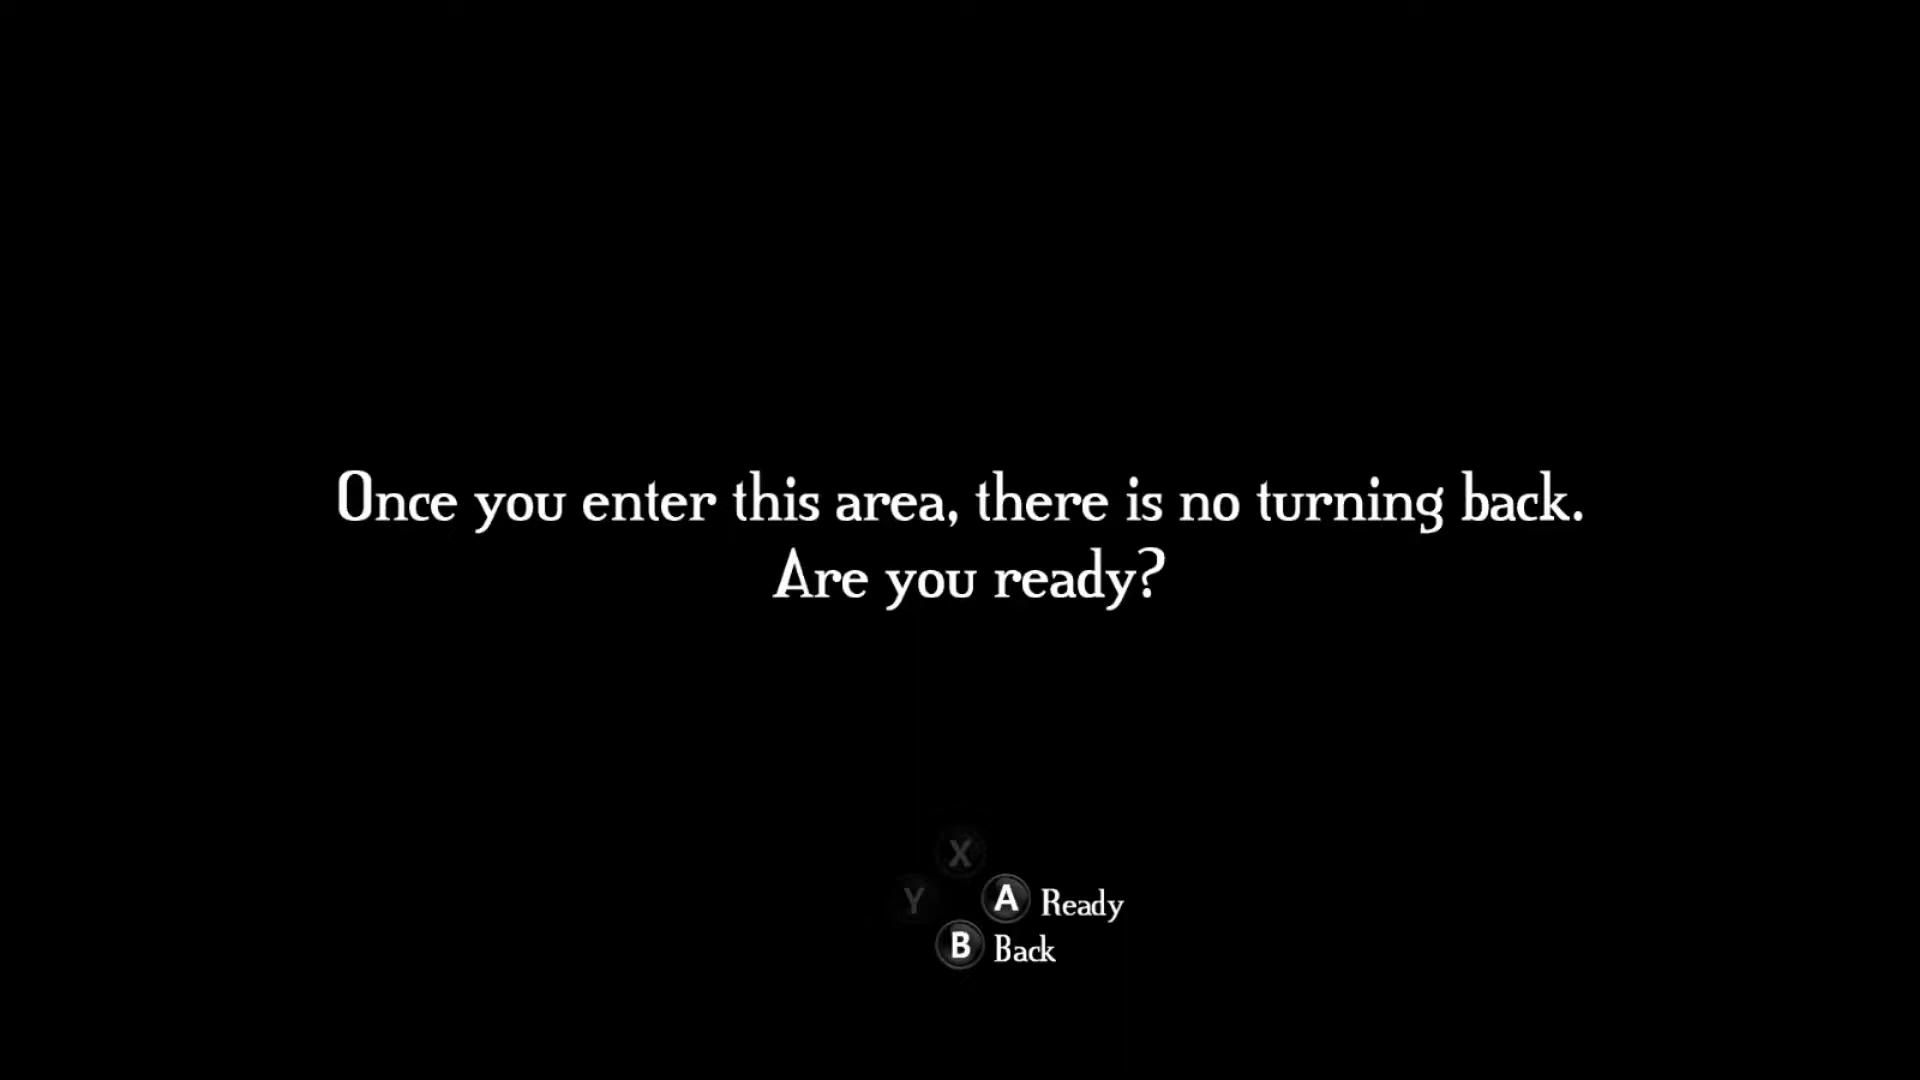 Once you enter this area, there is no turning back.
Are you ready?
X
Y A Ready
B Back